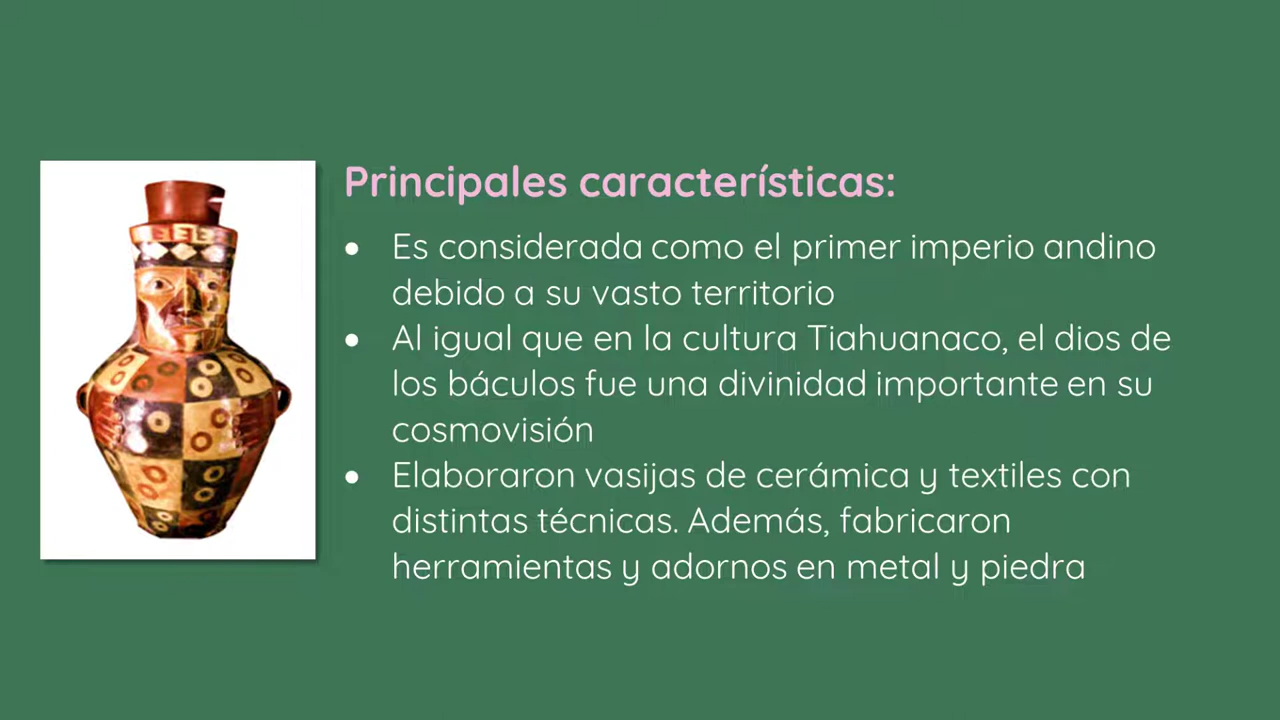 Principales características:
• Es considerada como el primer imperio andino
debido a su vasto territorio
• Al igual que en la cultura Tiahuanaco, el dios de
los báculos fue una divinidad importante en su
cosmovisión
• Elaboraron vasijas de cerámica y textiles con
distintas técnicas. Además, fabricaron
herramientas y adornos en metal y piedra